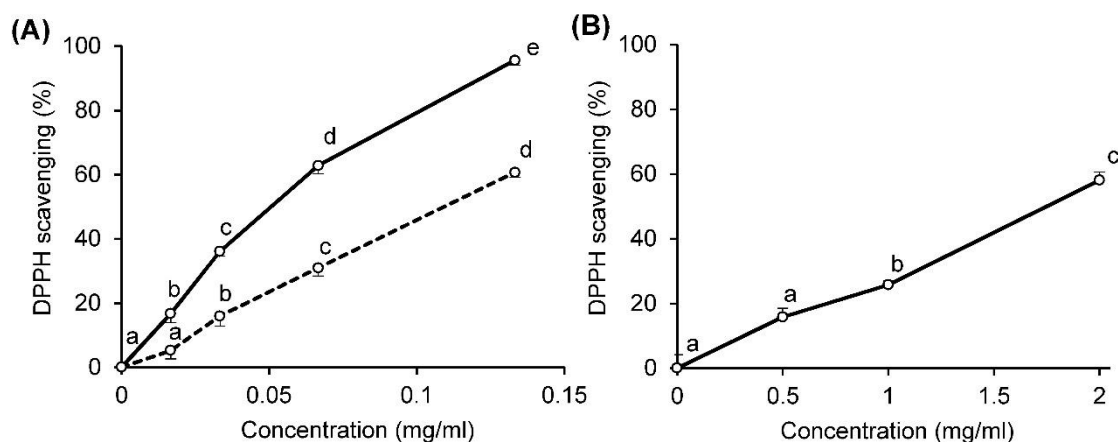 (A)
DPPH scavenging (%)
100
80
60
40
20
0
a
b
c
d
e
a
b
c
d
0 0.05 0.1 0.15
Concentration (mg/ml)
(B)
DPPH scavenging (%)
100
80
60
40
20
0
a
a
b
c
0 0.5 1 1.5 2
Concentration (mg/ml)